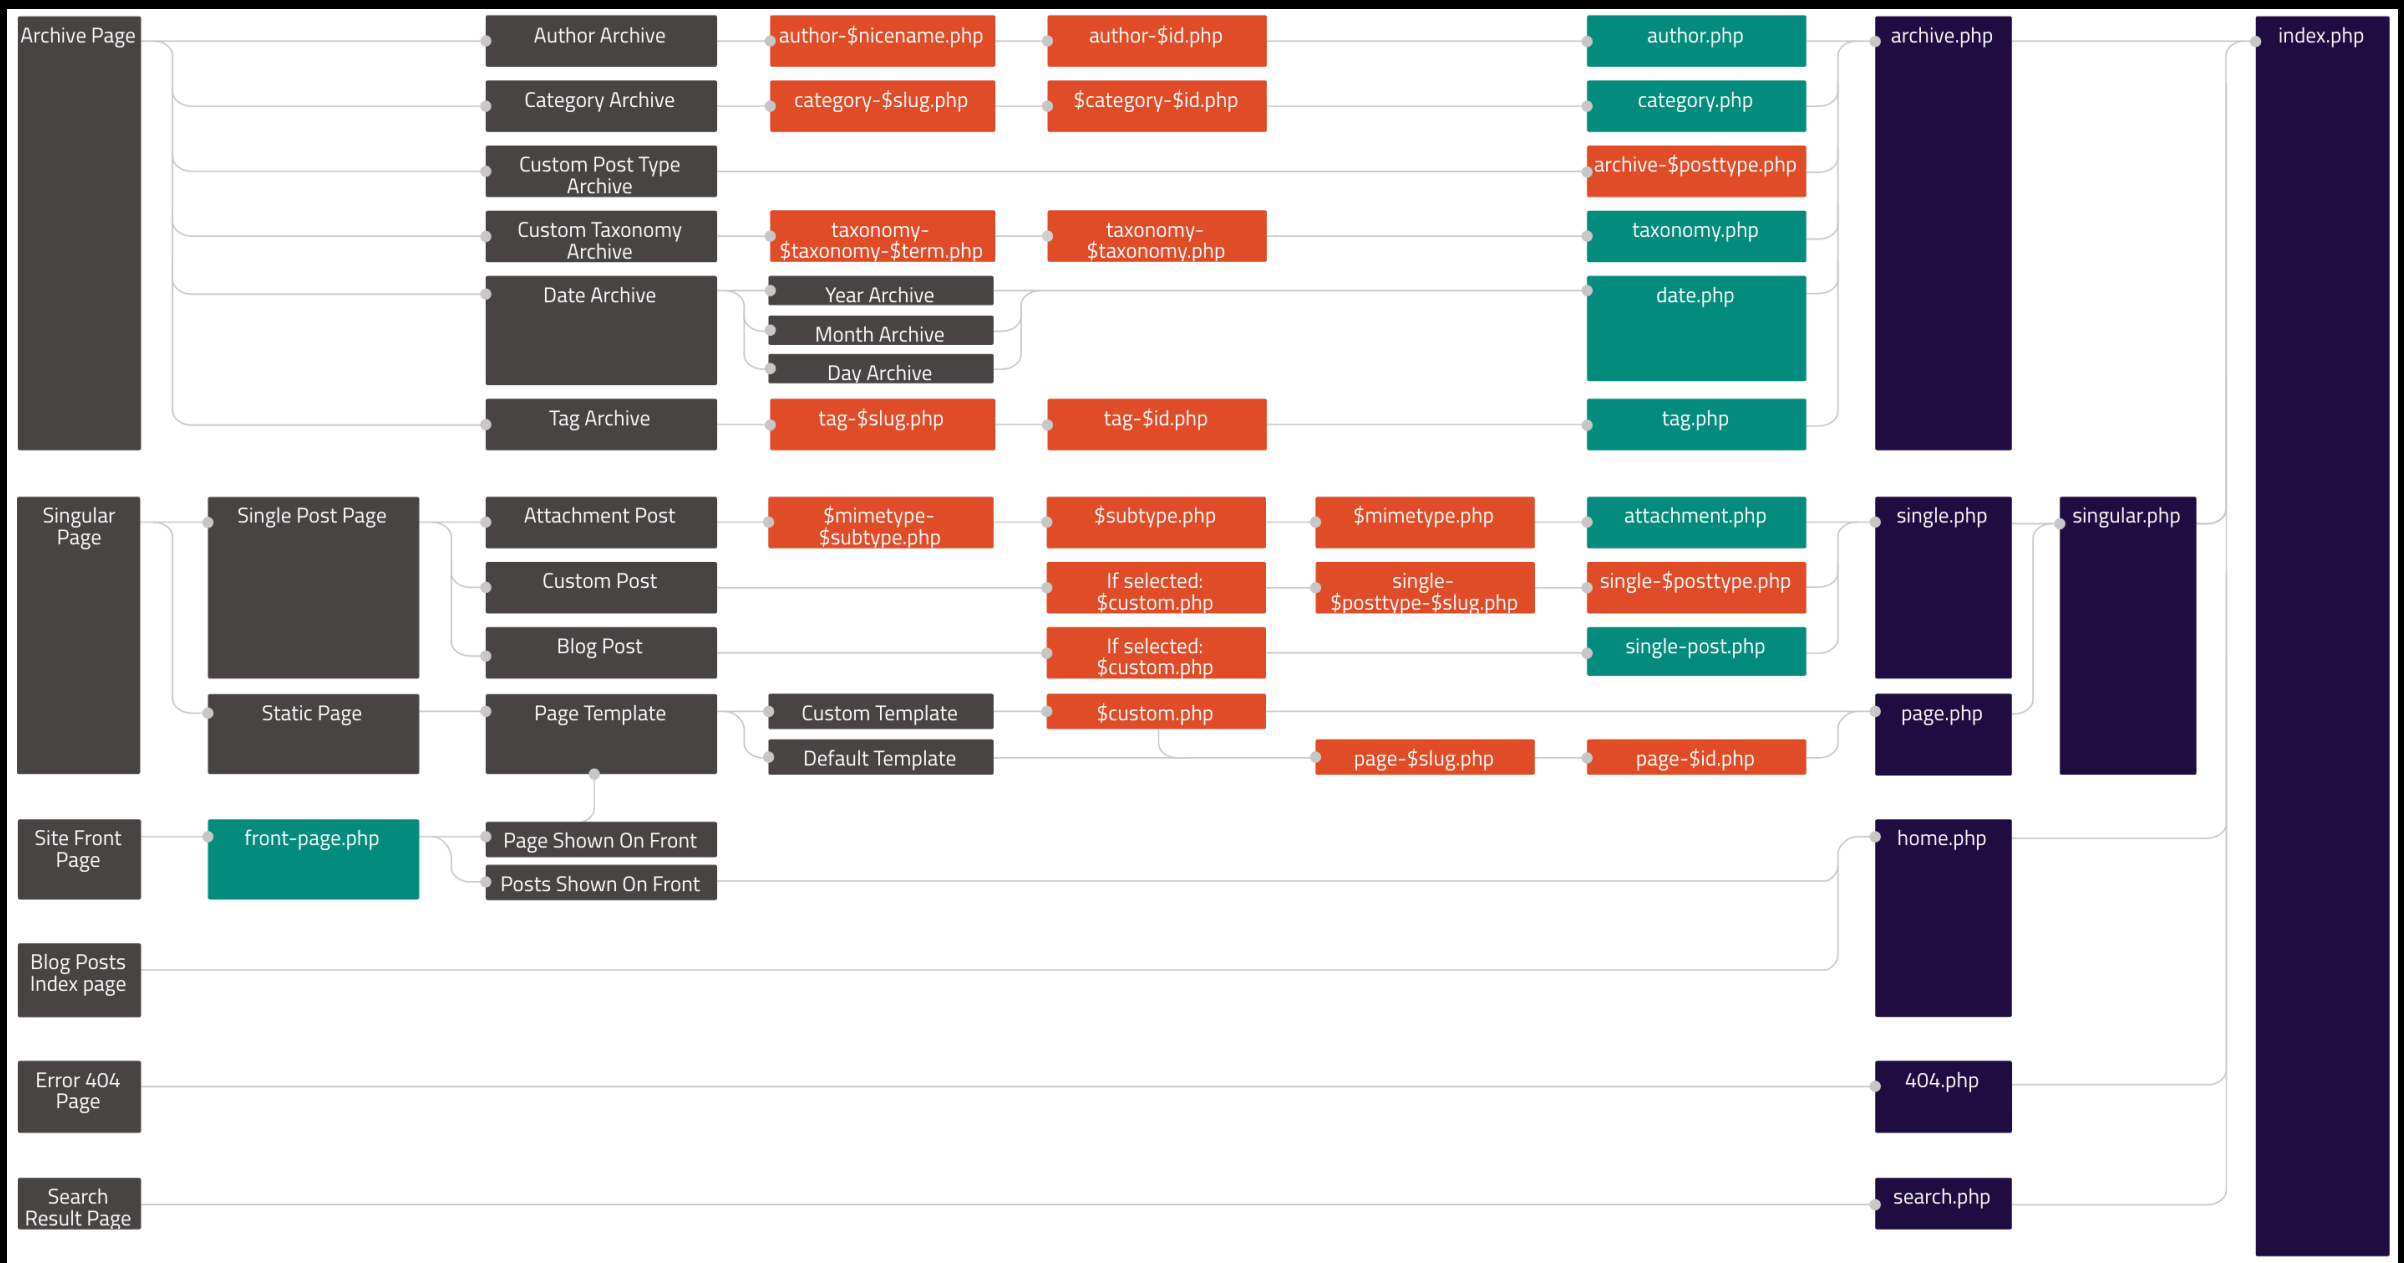 Archive Page
Author Archive
author-$nicename.php
author-$id.php
author.php
archive.php
index.php
Category Archive
category-$slug.php
$category-$id.php
category.php
Custom Post Type
Archive
archive-$posttype.php
Custom Taxonomy
Archive
taxonomy-
$taxonomy-$term.php
taxonomy-
$taxonomy.php
taxonomy.php
Date Archive
Year Archive
Month Archive
Day Archive
date.php
Tag Archive
tag-$slug.php
tag-$id.php
tag.php
Singular
Page
Single Post Page
Attachment Post
$mimetype-
$subtype.php
$subtype.php
$mimetype.php
attachment.php
single.php
singular.php
Custom Post
If selected:
$custom.php
single-
$posttype-$slug.php
single-$posttype.php
Blog Post
If selected:
$custom.php
single-post.php
Static Page
Page Template
Custom Template
$custom.php
page.php
Default Template
page-$slug.php
page-$id.php
Site Front
Page
front-page.php
Page Shown On Front
Posts Shown On Front
home.php
Blog Posts
Index page
Error 404
Page
404.php
Search
Result Page
search.php